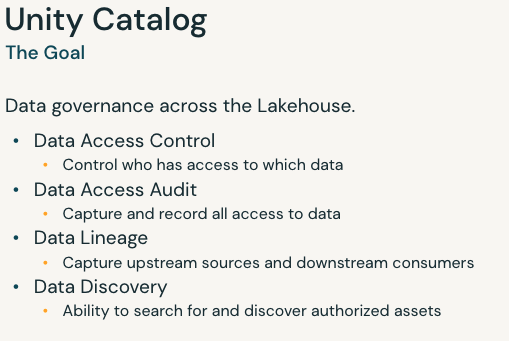 Unity Catalog
The Goal
Data governance across the Lakehouse.
• Data Access Control
• Control who has access to which data
• Data Access Audit
• Capture and record all access to data
• Data Lineage
• Capture upstream sources and downstream consumers
• Data Discovery
• Ability to search for and discover authorized assets